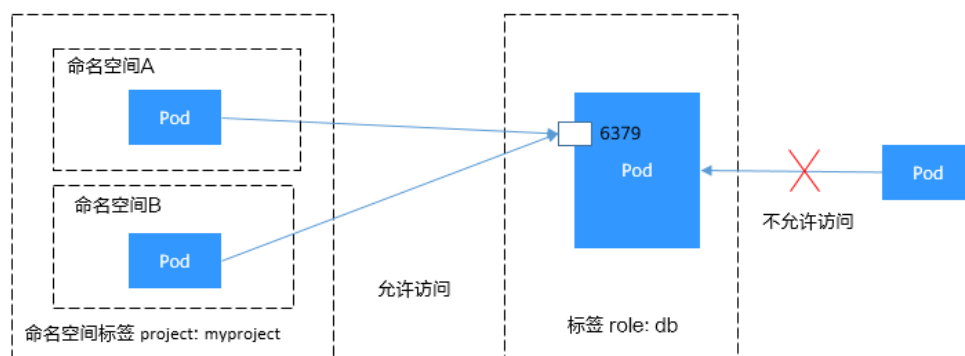 命名空间A
Pod
命名空间B
Pod
命名空间标签 project: myproject
允许访问
6379
Pod
标签 role: db
Pod
不允许访问